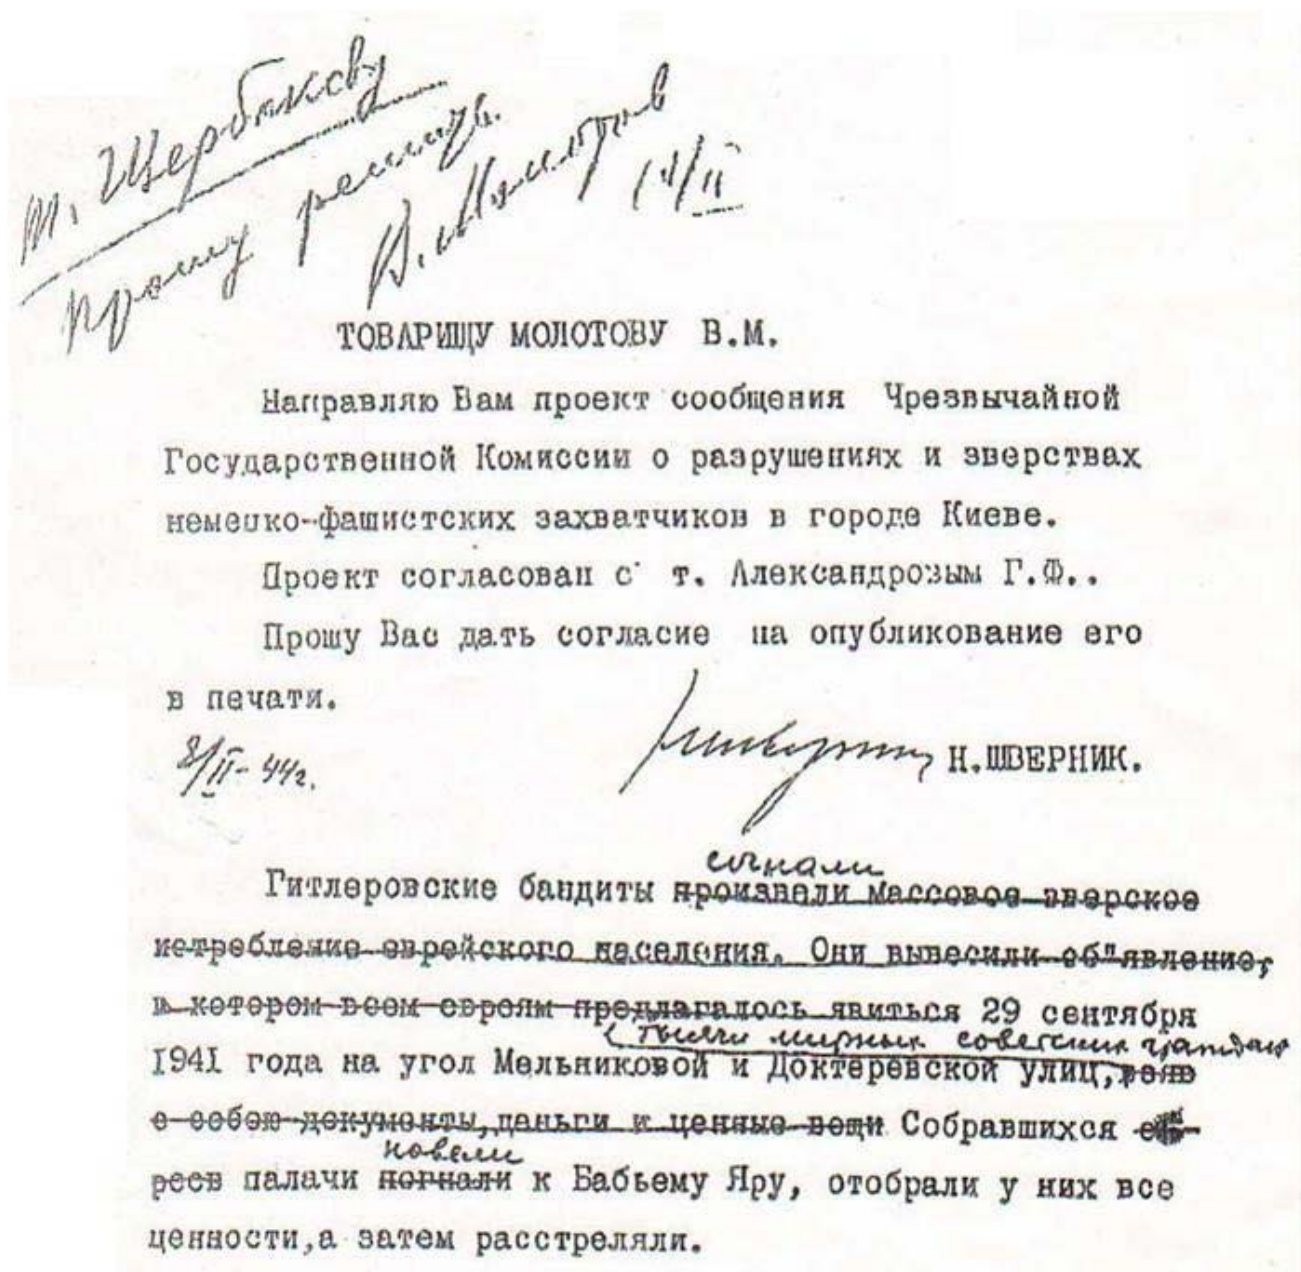 т. Щербакову
прошу решить.
В. Молотов
11/II
ТОВАРИЩУ МОЛОТОВУ В.М.
Направляю Вам проект сообщения Чрезвычайной
Государственной Комиссии о разрушениях и зверствах
немецко-фашистских захватчиков в городе Киеве.
Проект согласован с т. Александровым Г.Ф..
Прошу Вас дать согласие на опубликование его
в печати.
8/II-44г.
Н.ШВЕРНИК.
согнали
Гитлеровские бандиты произвели массовое зверское
истребление еврейского населения. Они вывесили об"явление,
в котором всем евреям предлагалось явиться 29 сентября
тысячи мирных советских граждан
1941 года на угол Мельниковой и Доктеревской улиц, взяв
с собою документы, деньги и ценные вещи Собравшихся ев-
реев палачи погнали к Бабьему Яру, отобрали у них все
повели
ценности, а затем расстреляли.